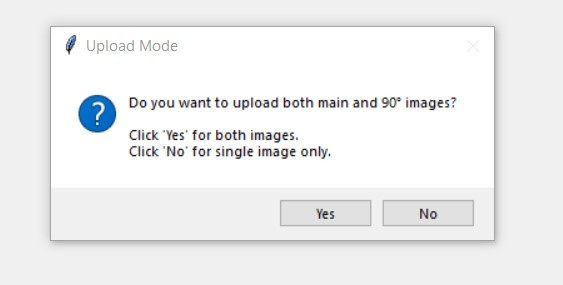 Upload Mode
Do you want to upload both main and 90° images?
Click 'Yes' for both images.
Click 'No' for single image only.
Yes
No